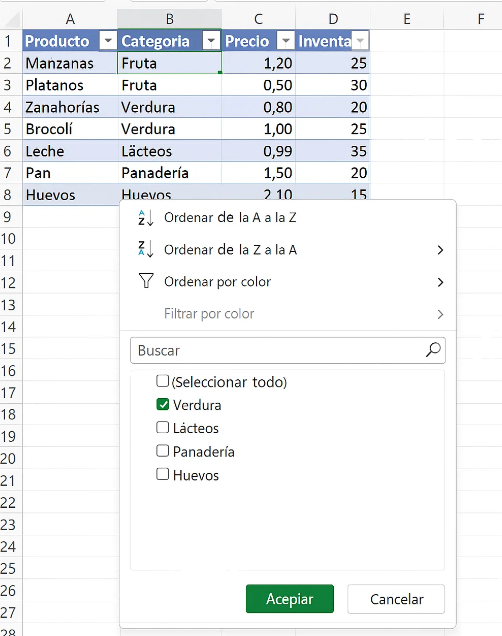 A B C D E F
1 Producto Categoria Precio Inventa
2 Manzanas Fruta 1,20 25
3 Platanos Fruta 0,50 30
4 Zanahorías Verdura 0,80 20
5 Brocolí Verdura 1,00 25
6 Leche Läcteos 0,99 35
7 Pan Panadería 1,50 20
8 Huevos Huevos 2,10 15
9
A Z Ordenar de la A a la Z
10
Z A Ordenar de la Z a la A
11
12 Ordenar por color
13
Filtrar por color
14
15 Buscar
16
(Seleccionar todo)
17
Verdura
18
Lácteos
19
Panadería
20
Huevos
21
22
23
24
25
26
Acepiar Cancelar
27
28